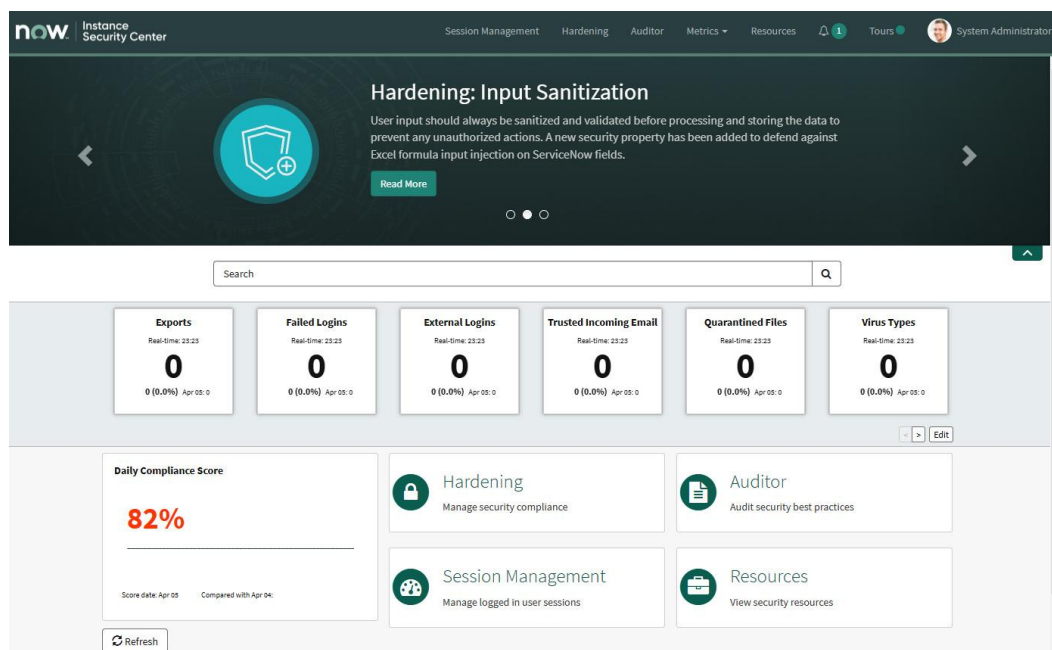 now. Instance
Security Center
Session Management Hardening Auditor Metrics Resources 1 Tours System Administrator
Hardening: Input Sanitization
User input should always be sanitized and validated before processing and storing the data to
prevent any unauthorized actions. A new security property has been added to defend against
Excel formula input injection on ServiceNow fields.
Read More
Search
Exports Failed Logins External Logins Trusted Incoming Email Quarantined Files Virus Types
Real-time: 23:23 Real-time: 23:23 Real-time: 23:23 Real-time: 23:23 Real-time: 23:23 Real-time: 23:23
0 0 0 0 0 0
0 (0.0%) Apr 05: 0 0 (0.0%) Apr 05: 0 0 (0.0%) Apr 05: 0 0 (0.0%) Apr 05: 0 0 (0.0%) Apr 05: 0 0 (0.0%) Apr 05: 0
< > Edit
Daily Compliance Score
82%
Score date: Apr 05 Compared with Apr 04:
Refresh
Hardening
Manage security compliance
Auditor
Audit security best practices
Session Management
Manage logged in user sessions
Resources
View security resources